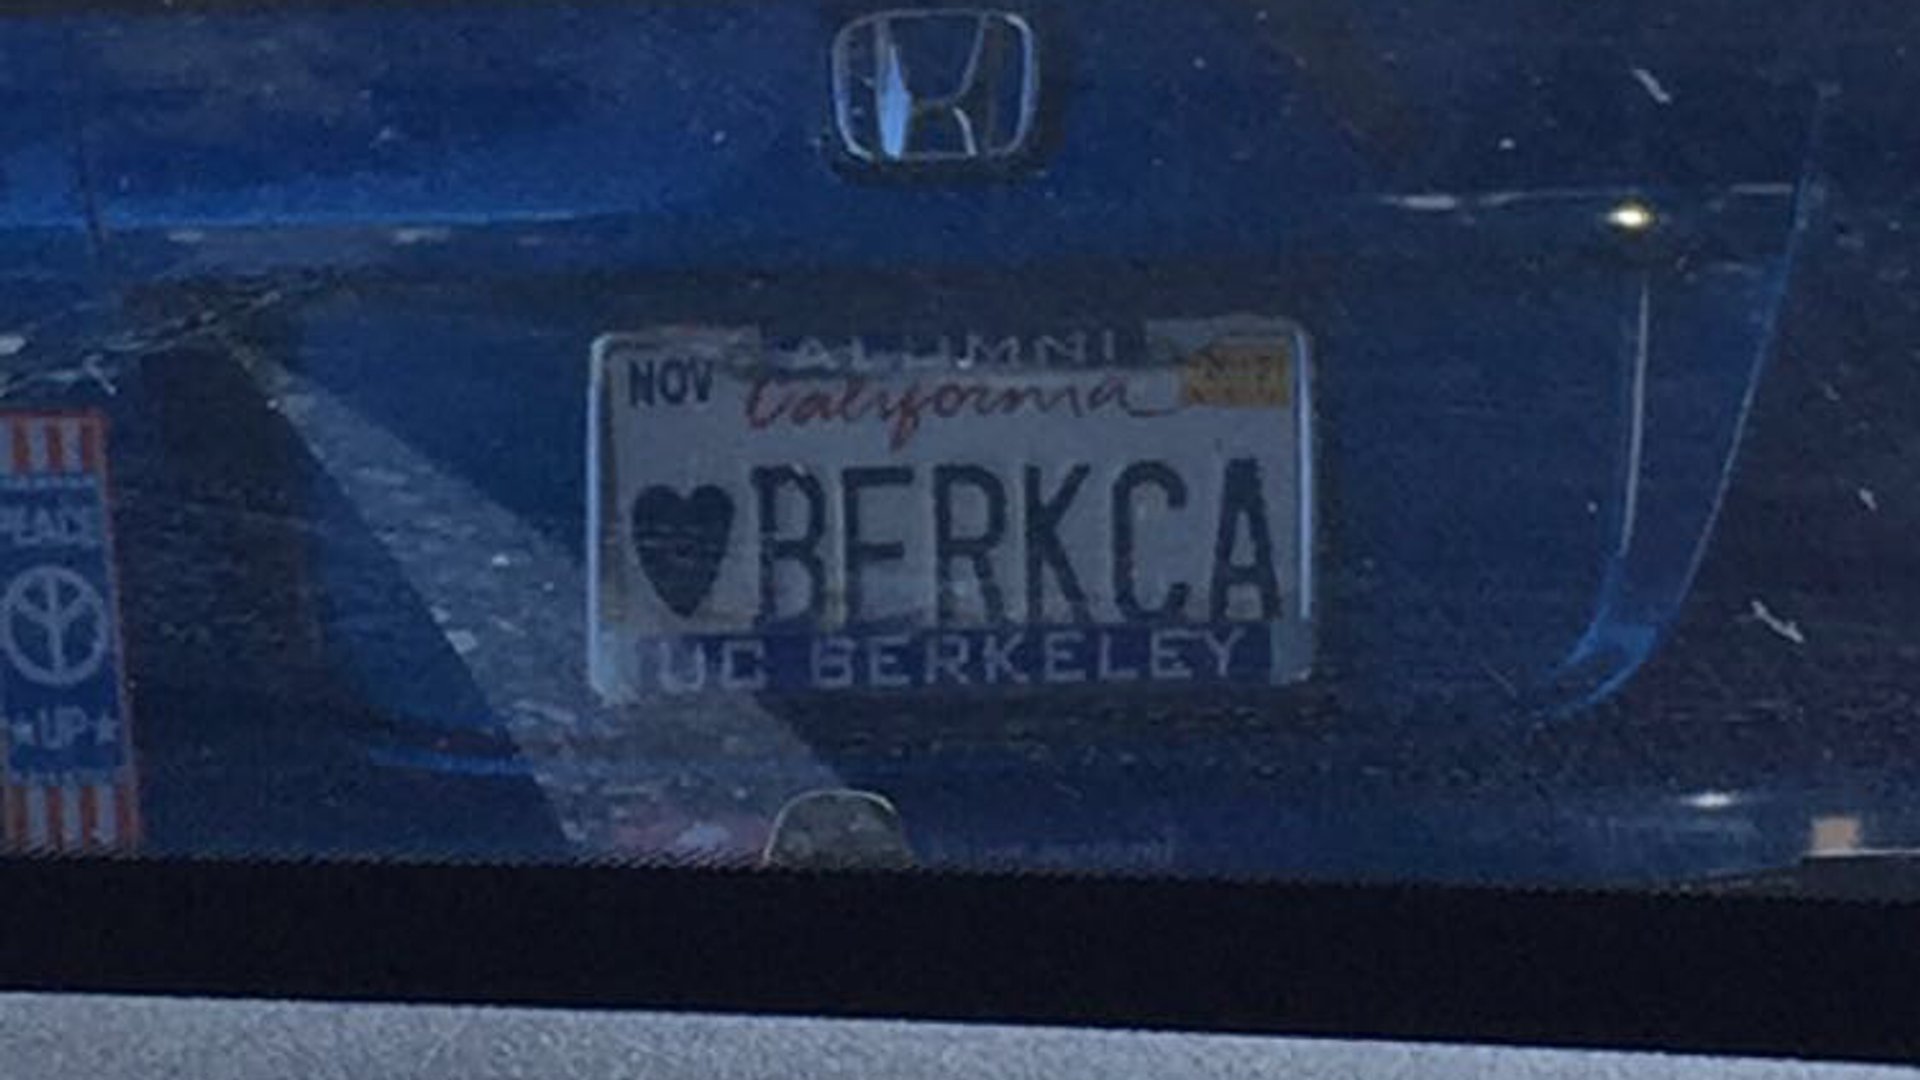 ALUMNI
NOV
California
♥BERKCA
UC BERKELEY
PEACE
★UP★